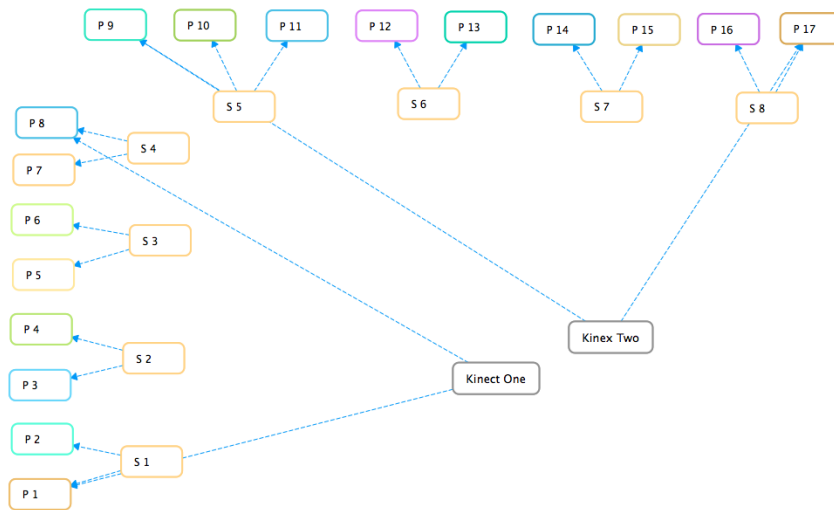 P 9
P 10
P 11
P 12
P 13
P 14
P 15
P 16
P 17
S 5
S 6
S 7
S 8
P 8
S 4
P 7
P 6
S 3
P 5
P 4
Kinex Two
S 2
Kinect One
P 3
P 2
S 1
P 1